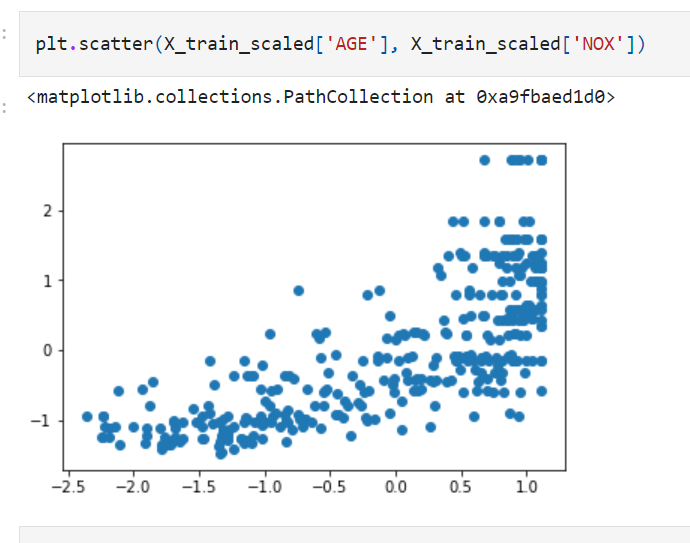 :
plt.scatter(X_train_scaled['AGE'], X_train_scaled['NOX'])
:
<matplotlib.collections.PathCollection at 0xa9fbaed1d0>
2
1
0
−1
−2.5 −2.0 −1.5 −1.0 −0.5 0.0 0.5 1.0